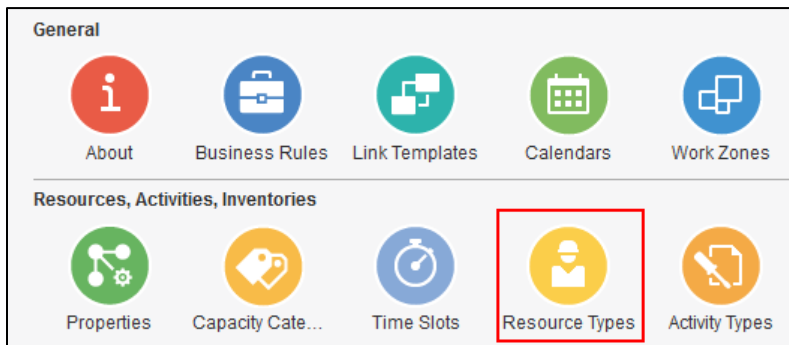 General
About Business Rules Link Templates Calendars Work Zones
Resources, Activities, Inventories
Properties Capacity Cate... Time Slots Resource Types Activity Types